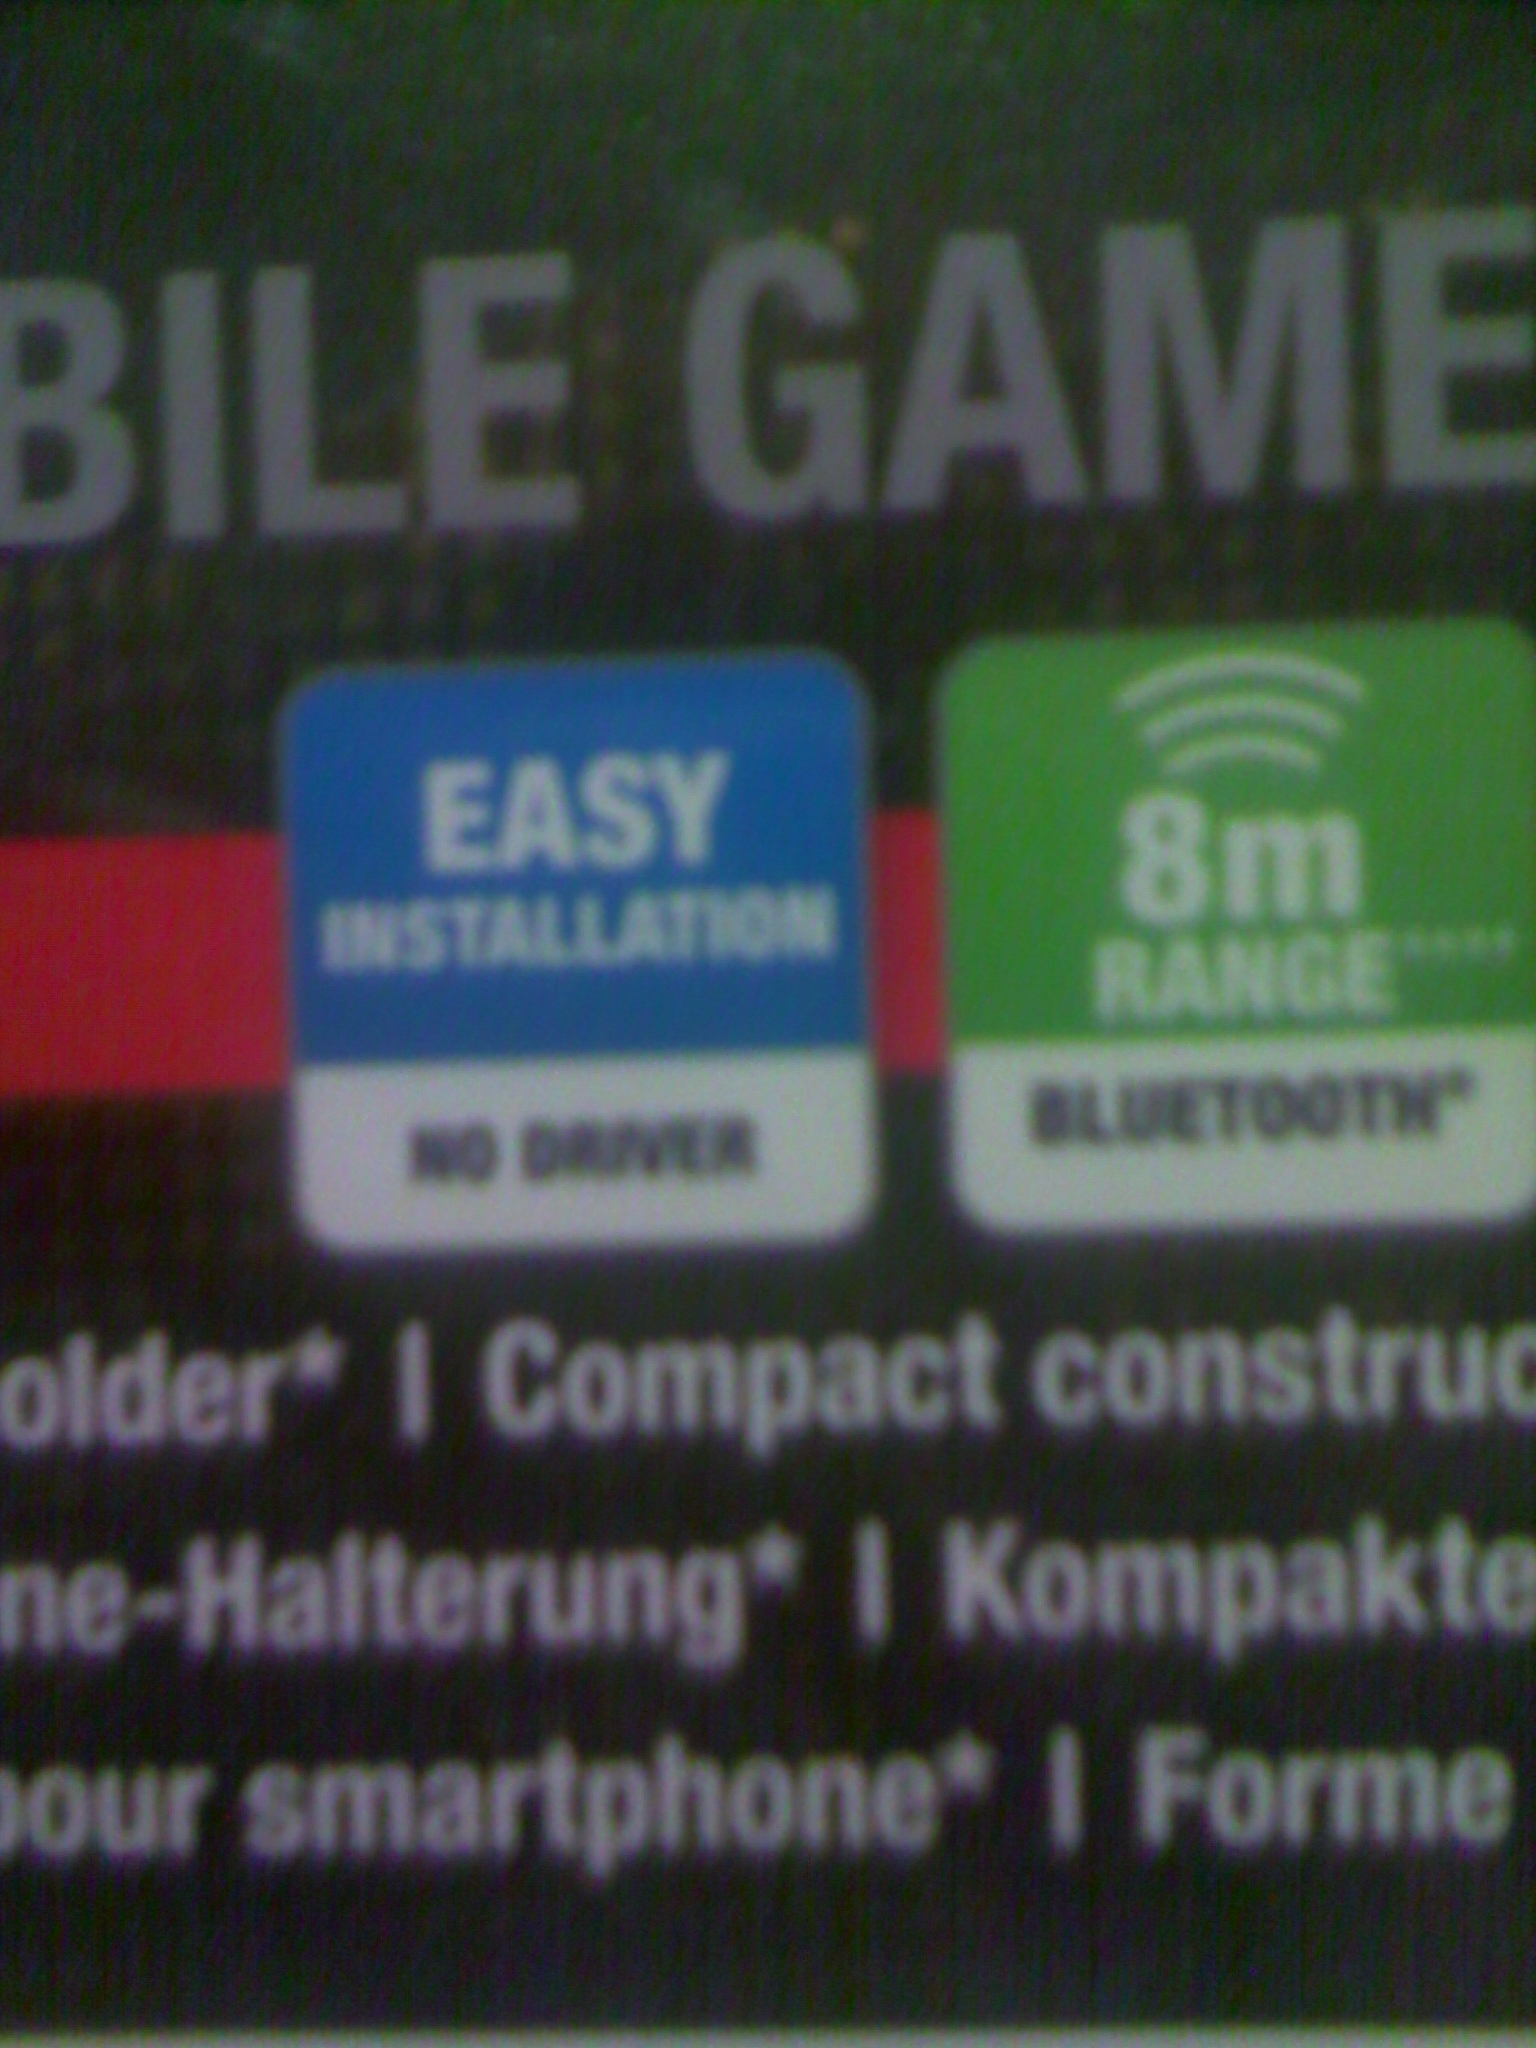 BILE GAME
EASY
INSTALLATION
NO DRIVER
8m
RANGE****
BLUETOOTH®
older* | Compact construc
ne-Halterung* | Kompakte
pour smartphone* | Forme